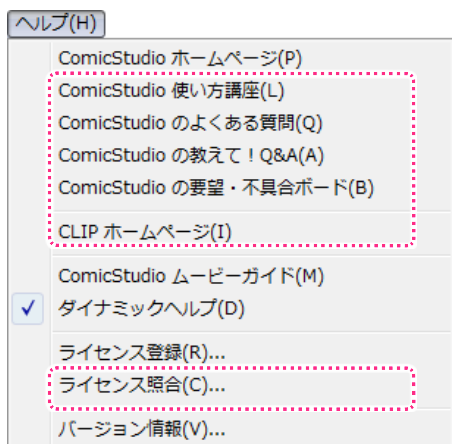 ヘルプ(H)
ComicStudio ホームページ(P)
ComicStudio 使い方講座(L)
ComicStudio のよくある質問(Q)
ComicStudio の教えて！Q&A(A)
ComicStudio の要望・不具合ボード(B)
CLIP ホームページ(I)
ComicStudio ムービーガイド(M)
ダイナミックヘルプ(D)
ライセンス登録(R)...
ライセンス照合(C)...
バージョン情報(V)...